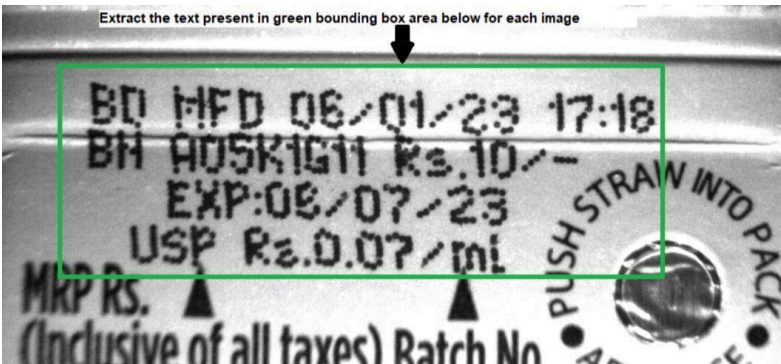 Extract the text present in green bounding box area below for each image
BD MFD 06/01/23 17:18
BH A05K1G11 Rs.10/-
EXP:06/07/23
USP Rs.0.07/ml
PUSH STRAW INTO PACK
MRP Rs.
(Inclusive of all taxes) Batch No